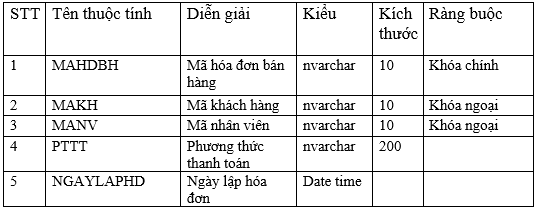 STT Tên thuộc tính Diễn giải Kiểu Kích Ràng buộc
thước
1 MAHDBH Mã hóa đơn bán nvarchar 10 Khóa chính
hàng
2 MAKH Mã khách hàng nvarchar 10 Khóa ngoại
3 MANV Mã nhân viên nvarchar 10 Khóa ngoại
4 PTTT Phương thức nvarchar 200
thanh toán
5 NGAYLAPHD Ngày lập hóa Date time
đơn